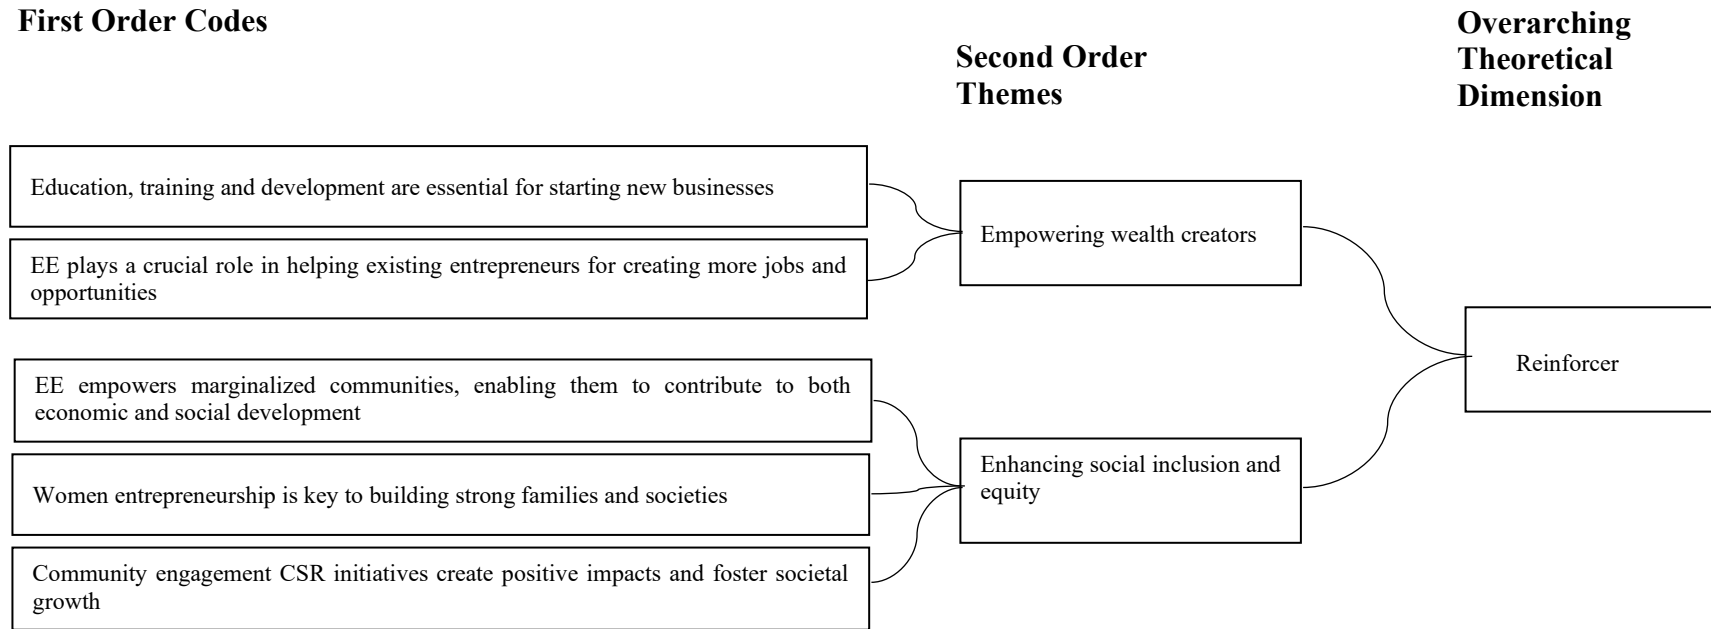 First Order Codes
Second Order
Themes
Overarching
Theoretical
Dimension
Education, training and development are essential for starting new businesses
EE plays a crucial role in helping existing entrepreneurs for creating more jobs and
opportunities
EE empowers marginalized communities, enabling them to contribute to both
economic and social development
Women entrepreneurship is key to building strong families and societies
Community engagement CSR initiatives create positive impacts and foster societal
growth
Empowering wealth creators
Enhancing social inclusion and
equity
Reinforcer